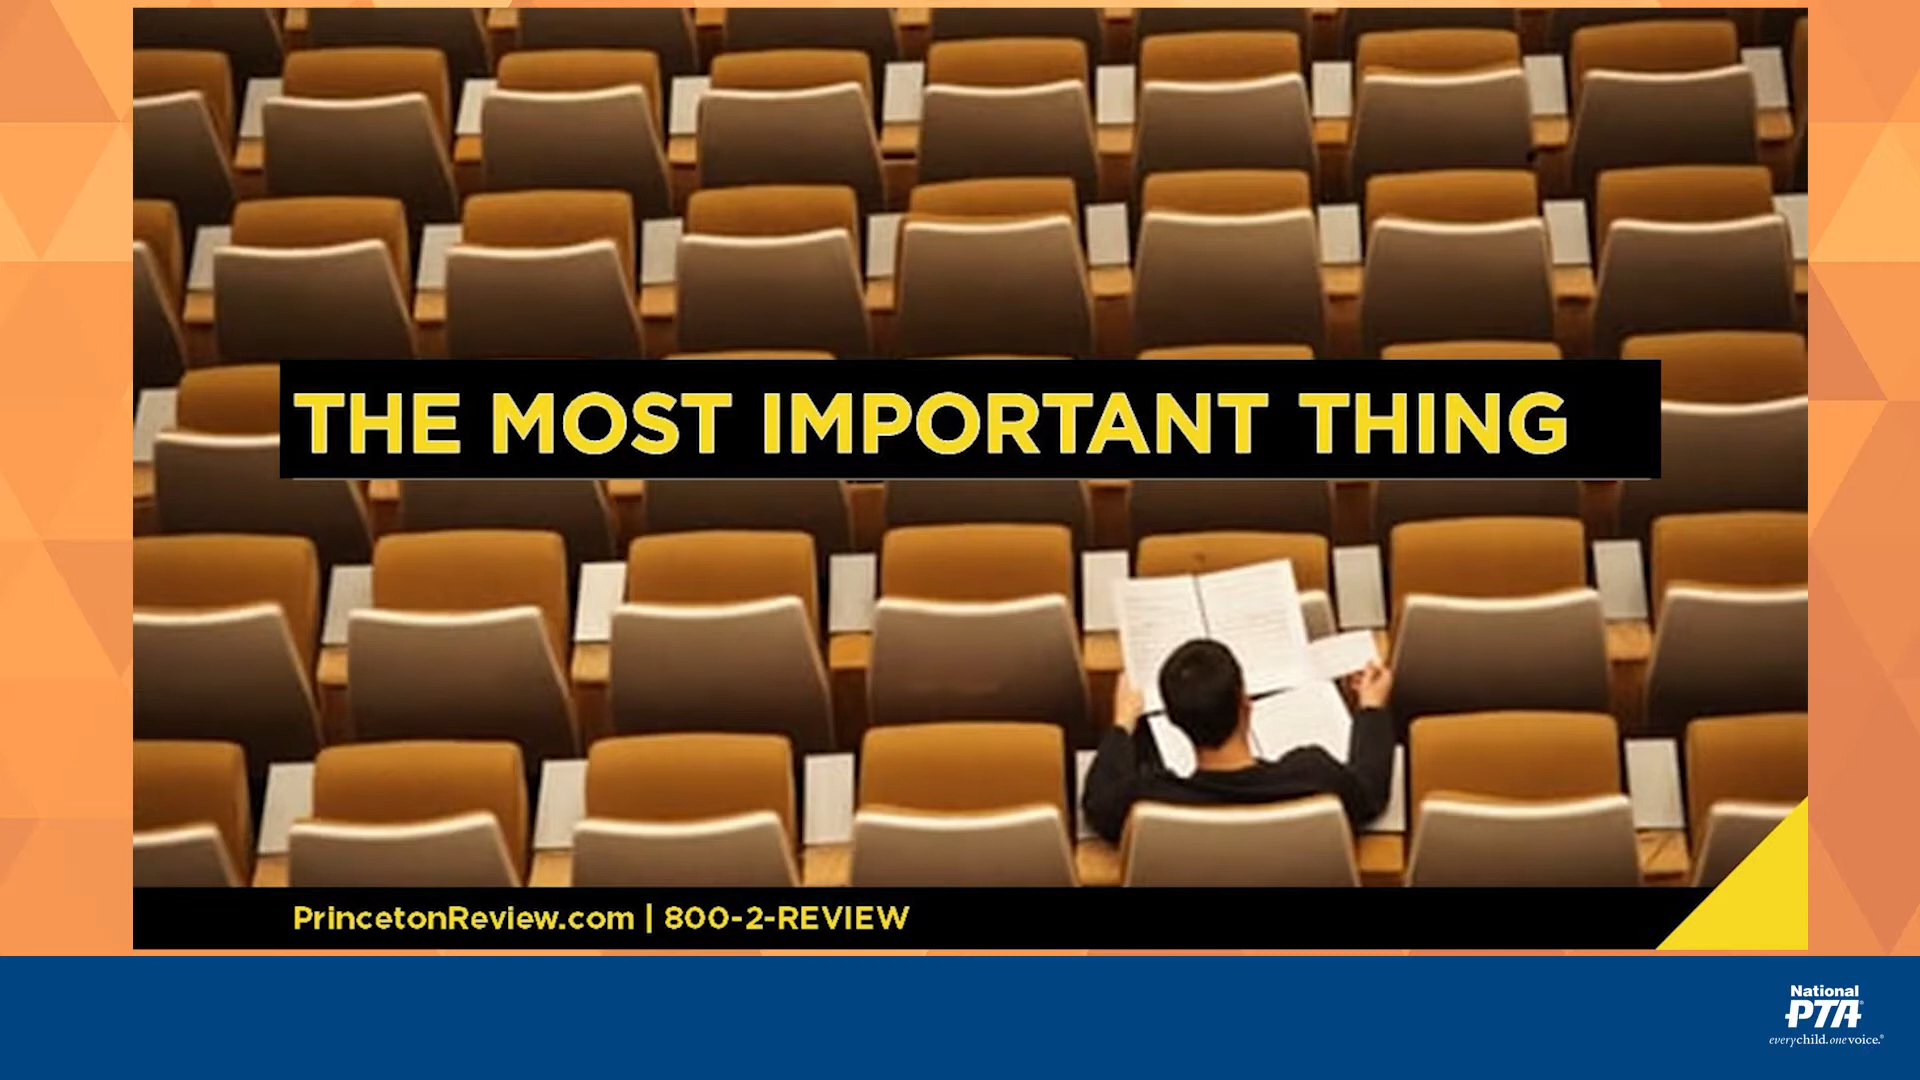 THE MOST IMPORTANT THING
PrincetonReview.com | 800-2-REVIEW
National
PTA®
everychild.onevoice.®